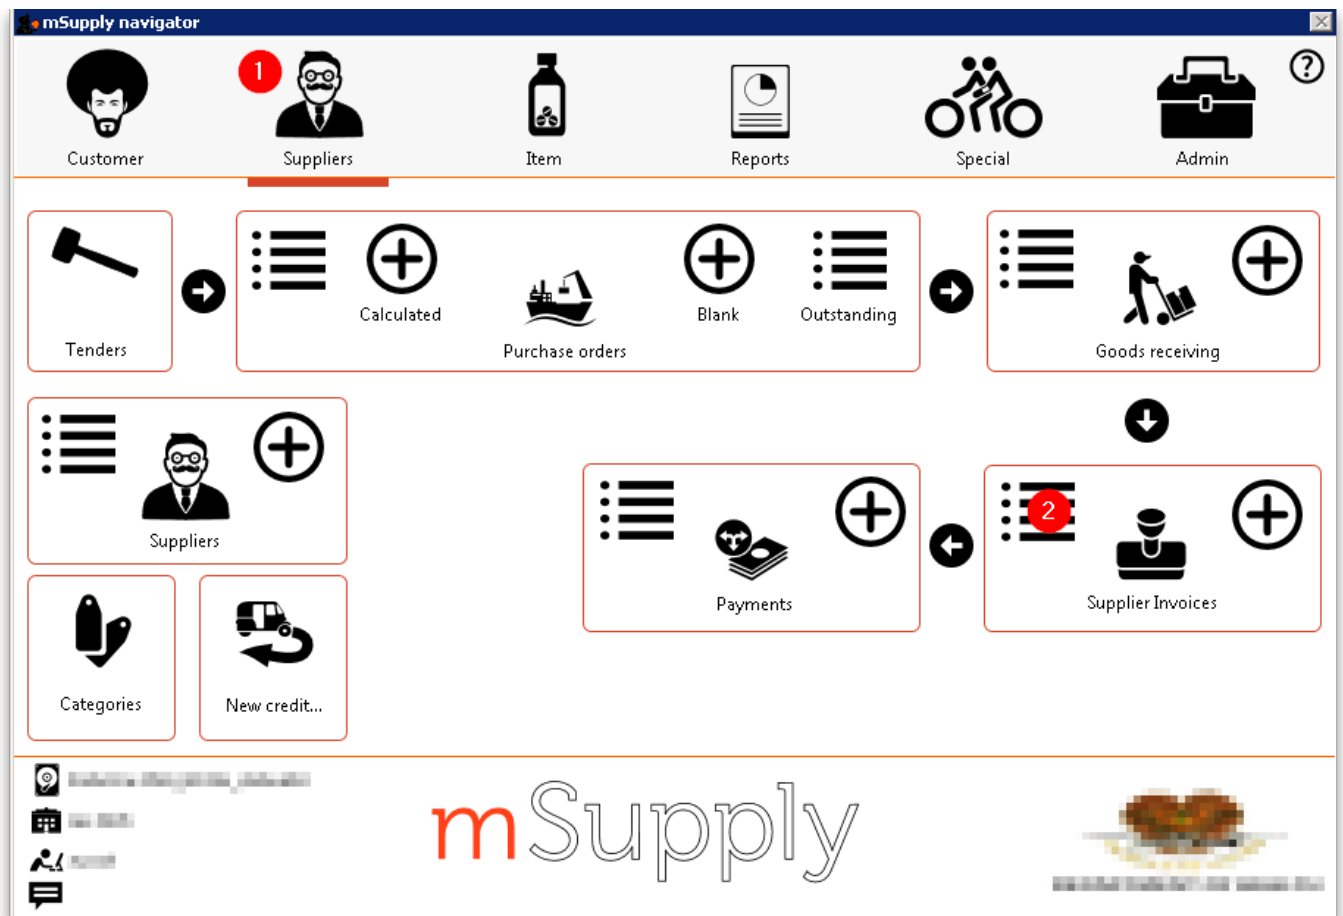 mSupply navigator
1
?
Customer
Suppliers
Item
Reports
Special
Admin
Calculated
Blank
Outstanding
Tenders
Purchase orders
Goods receiving
2
Suppliers
Payments
Supplier Invoices
Categories
New credit...
mSupply